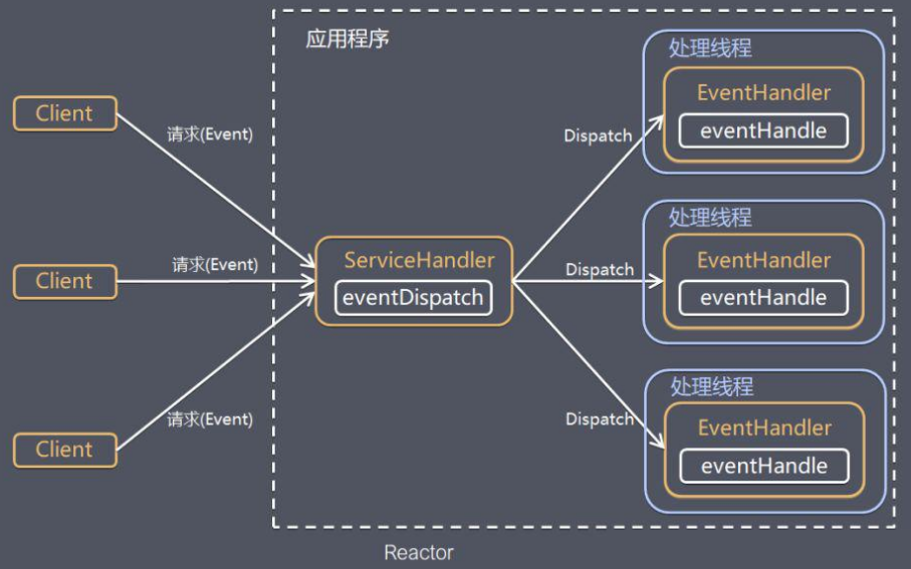 应用程序
处理线程
EventHandler
eventHandle
Client
请求(Event)
Dispatch
处理线程
EventHandler
eventHandle
Client
请求(Event)
ServiceHandler
eventDispatch
Dispatch
处理线程
EventHandler
eventHandle
Client
请求(Event)
Dispatch
Reactor